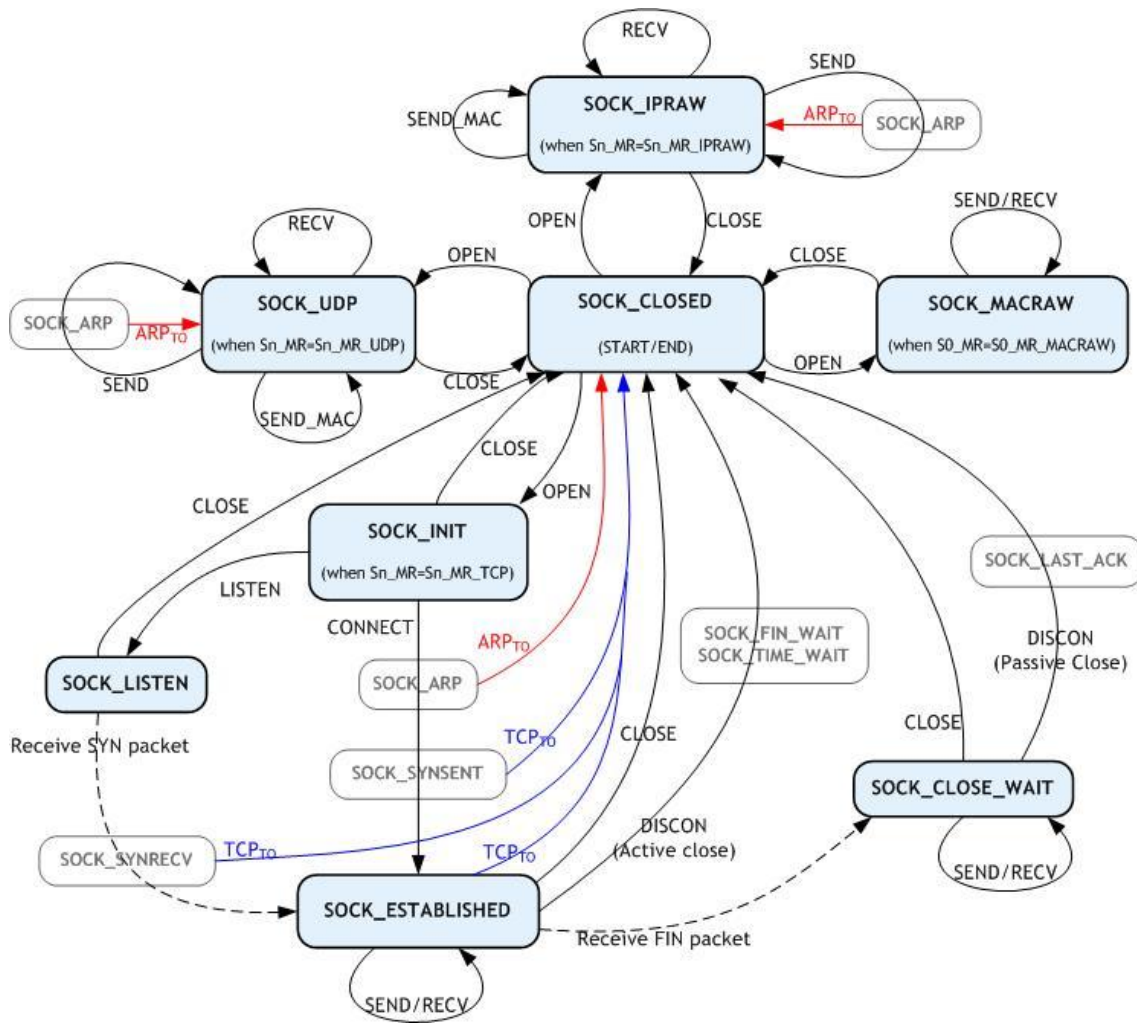 RECV
SEND
SOCK_IPRAW
SEND_MAC
(when Sn_MR=Sn_MR_IPRAW)
ARPTO
SOCK_ARP
OPEN
CLOSE
SEND/RECV
RECV
OPEN
CLOSE
SOCK_UDP
(when Sn_MR=Sn_MR_UDP)
SOCK_ARP
ARPTO
SEND
SEND_MAC
CLOSE
SOCK_CLOSED
(START/END)
SOCK_MACRAW
(when S0_MR=S0_MR_MACRAW)
OPEN
CLOSE
OPEN
CLOSE
SOCK_INIT
(when Sn_MR=Sn_MR_TCP)
LISTEN
CONNECT
SOCK_LAST_ACK
SOCK_FIN_WAIT
SOCK_TIME_WAIT
ARPTO
SOCK_ARP
DISCON
(Passive Close)
SOCK_LISTEN
Receive SYN packet
TCPTO
CLOSE
CLOSE
SOCK_SYNSENT
SOCK_CLOSE_WAIT
SOCK_SYNRECV
TCPTO
TCPTO
DISCON
(Active close)
SEND/RECV
SOCK_ESTABLISHED
Receive FIN packet
SEND/RECV